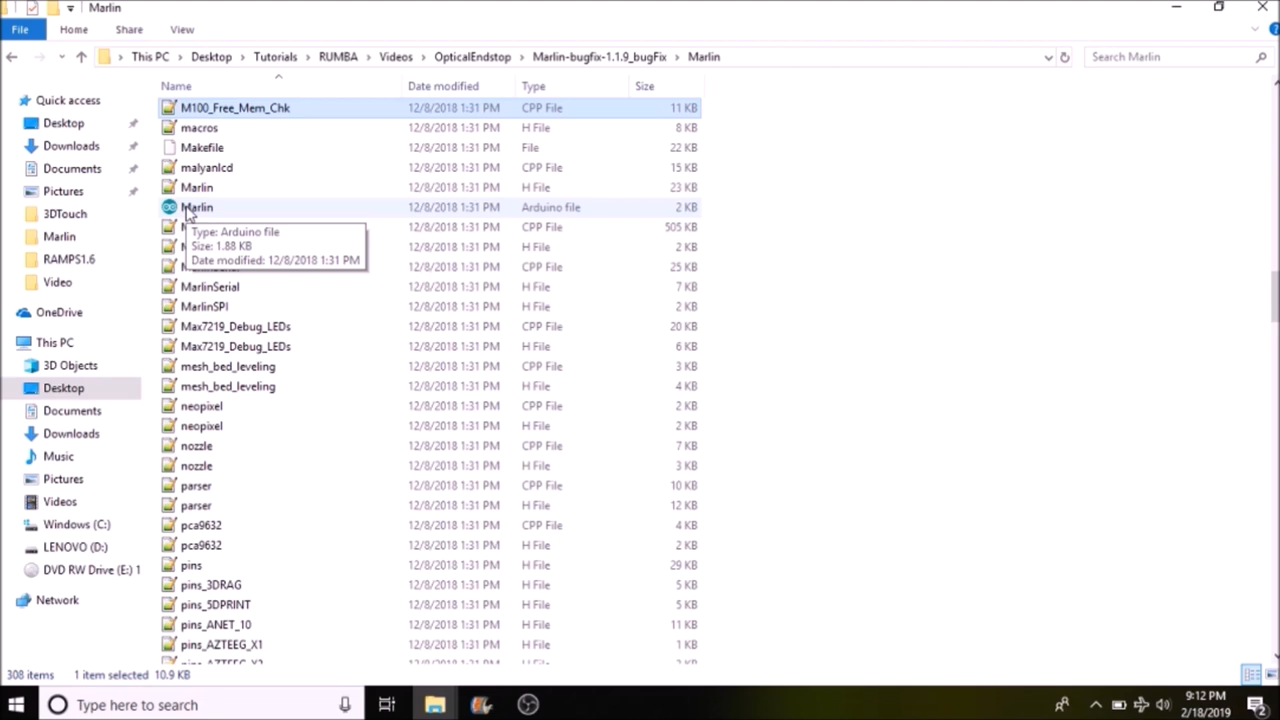 Marlin
File Home Share View
This PC Desktop Tutorials RUMBA Videos OpticalEndstop Marlin-bugfix-1.1.9_bugFix Marlin
Search Marlin
Name Date modified Type Size
Quick access
Desktop
Downloads
Documents
Pictures
3DTouch
Marlin
RAMPS1.6
Video
OneDrive
This PC
3D Objects
Desktop
Documents
Downloads
Music
Pictures
Videos
Windows (C:)
LENOVO (D:)
DVD RW Drive (E:) 1
Network
M100_Free_Mem_Chk 12/8/2018 1:31 PM CPP File 11 KB
macros 12/8/2018 1:31 PM H File 8 KB
Makefile 12/8/2018 1:31 PM File 22 KB
malyanlcd 12/8/2018 1:31 PM CPP File 15 KB
Marlin 12/8/2018 1:31 PM H File 23 KB
Marlin 12/8/2018 1:31 PM Arduino file 2 KB
12/8/2018 1:31 PM CPP File 505 KB
12/8/2018 1:31 PM H File 2 KB
12/8/2018 1:31 PM CPP File 25 KB
Type: Arduino file
Size: 1.88 KB
Date modified: 12/8/2018 1:31 PM
MarlinSerial 12/8/2018 1:31 PM H File 7 KB
MarlinSPI 12/8/2018 1:31 PM H File 2 KB
Max7219_Debug_LEDs 12/8/2018 1:31 PM CPP File 20 KB
Max7219_Debug_LEDs 12/8/2018 1:31 PM H File 6 KB
mesh_bed_leveling 12/8/2018 1:31 PM CPP File 3 KB
mesh_bed_leveling 12/8/2018 1:31 PM H File 4 KB
neopixel 12/8/2018 1:31 PM CPP File 2 KB
neopixel 12/8/2018 1:31 PM H File 2 KB
nozzle 12/8/2018 1:31 PM CPP File 7 KB
nozzle 12/8/2018 1:31 PM H File 3 KB
parser 12/8/2018 1:31 PM CPP File 10 KB
parser 12/8/2018 1:31 PM H File 12 KB
pca9632 12/8/2018 1:31 PM CPP File 4 KB
pca9632 12/8/2018 1:31 PM H File 2 KB
pins 12/8/2018 1:31 PM H File 29 KB
pins_3DRAG 12/8/2018 1:31 PM H File 5 KB
pins_5DPRINT 12/8/2018 1:31 PM H File 5 KB
pins_ANET_10 12/8/2018 1:31 PM H File 8 KB
pins_AZTEEG_X1 12/8/2018 1:31 PM H File 1 KB
308 items 1 item selected 10.9 KB
Type here to search
9:12 PM
2/18/2019
2